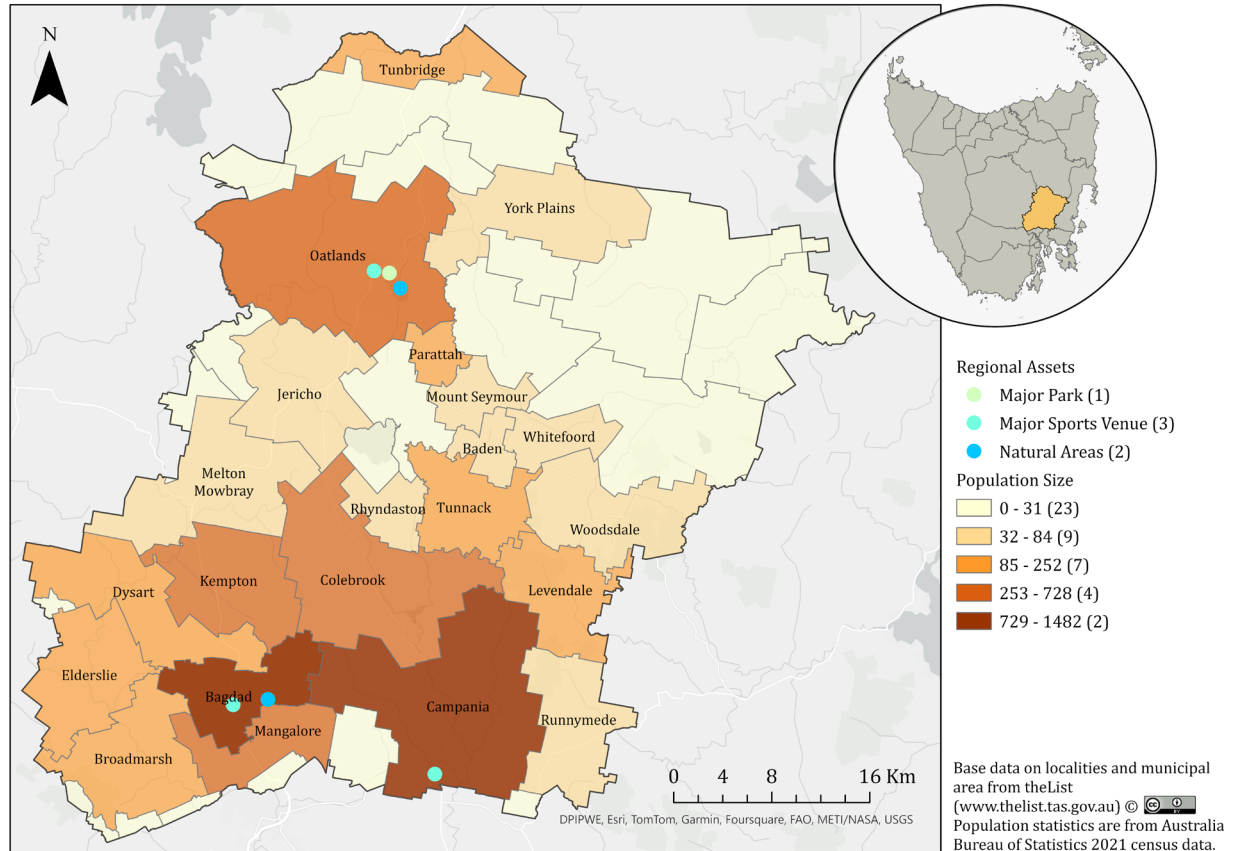 N
Tunbridge
York Plains
Oatlands
Parattah
Jericho
Mount Seymour
Whitefoord
Baden
Melton
Mowbray
Rhyndaston
Tunnack
Woodsdale
Kempton
Colebrook
Dysart
Levendale
Elderslie
Bagdad
Campania
Runnymede
Mangalore
Broadmarsh
0 4 8 16 Km
DPIPWE, Esri, TomTom, Garmin, Foursquare, FAO, METI/NASA, USGS
Regional Assets
Major Park (1)
Major Sports Venue (3)
Natural Areas (2)
Population Size
0 - 31 (23)
32 - 84 (9)
85 - 252 (7)
253 - 728 (4)
729 - 1482 (2)
Base data on localities and municipal
area from theList
(www.thelist.tas.gov.au) © CC BY
Population statistics are from Australia
Bureau of Statistics 2021 census data.